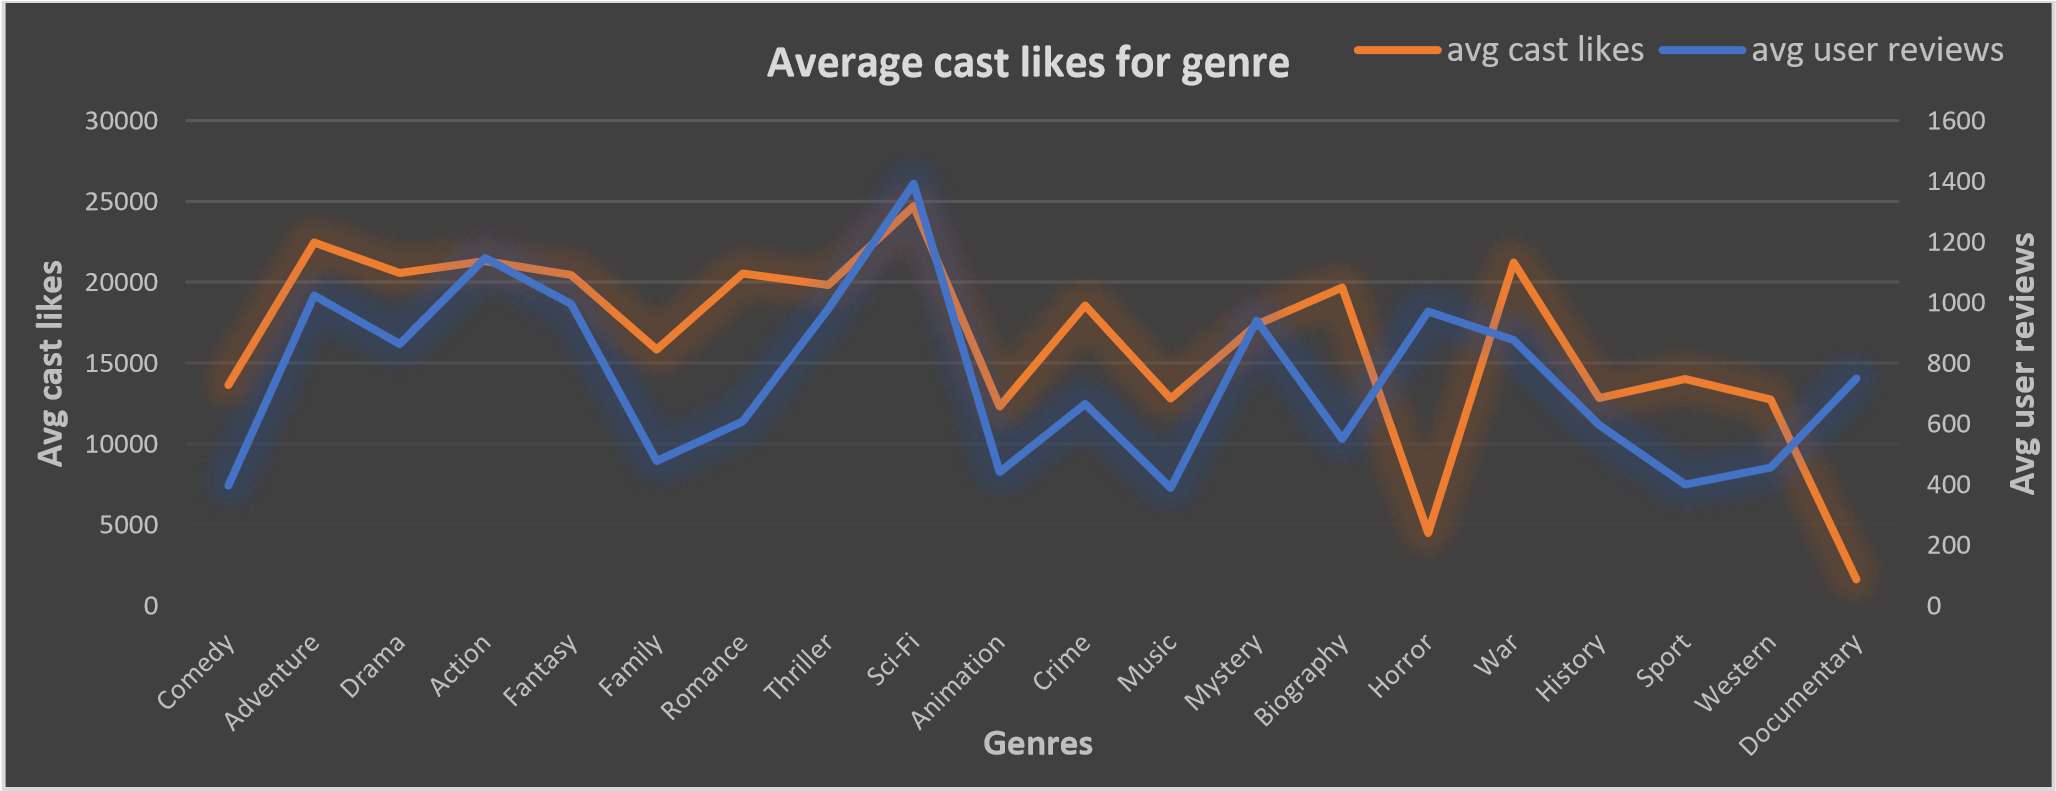 Average cast likes for genre
avg cast likes
avg user reviews
30000
25000
20000
15000
10000
5000
0
Avg cast likes
1600
1400
1200
1000
800
600
400
200
0
Avg user reviews
Comedy
Adventure
Drama
Action
Fantasy
Family
Romance
Thriller
Sci-Fi
Animation
Crime
Music
Mystery
Biography
Horror
War
History
Sport
Western
Documentary
Genres